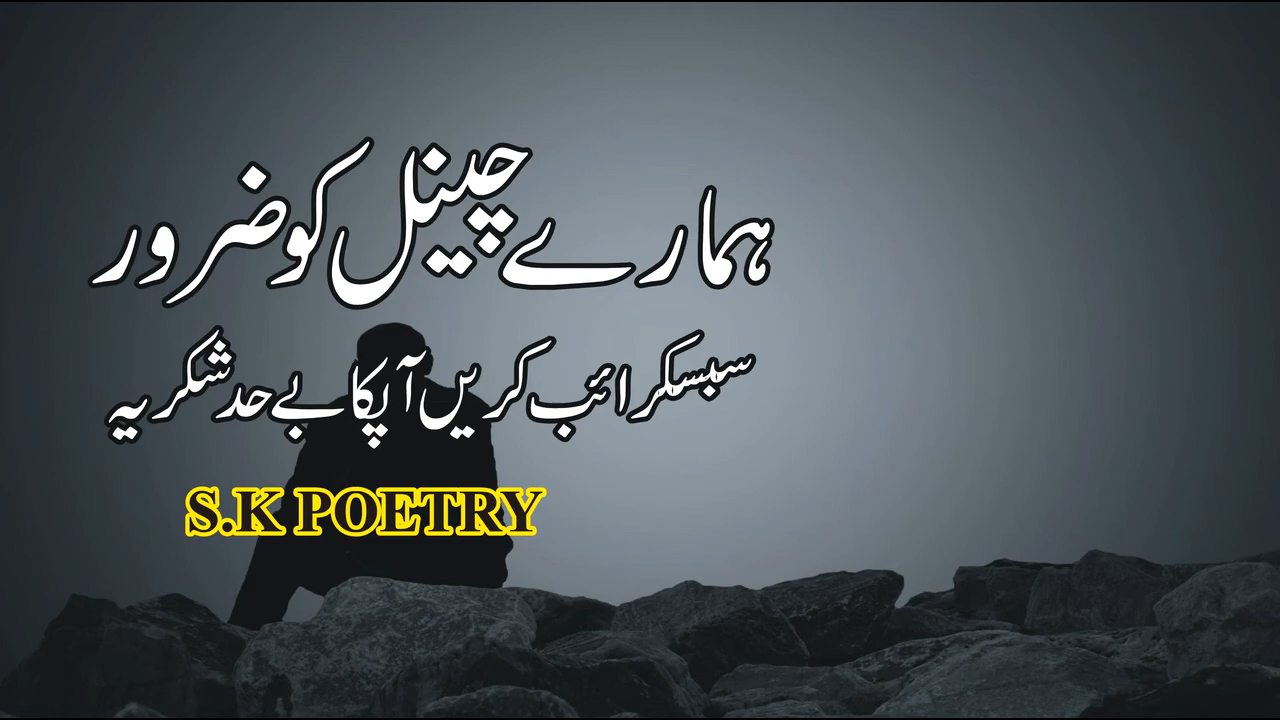 ہمارے چینل کو ضرور
سبسکرائب کریں آپکا بے حد شکریہ
S.K POETRY